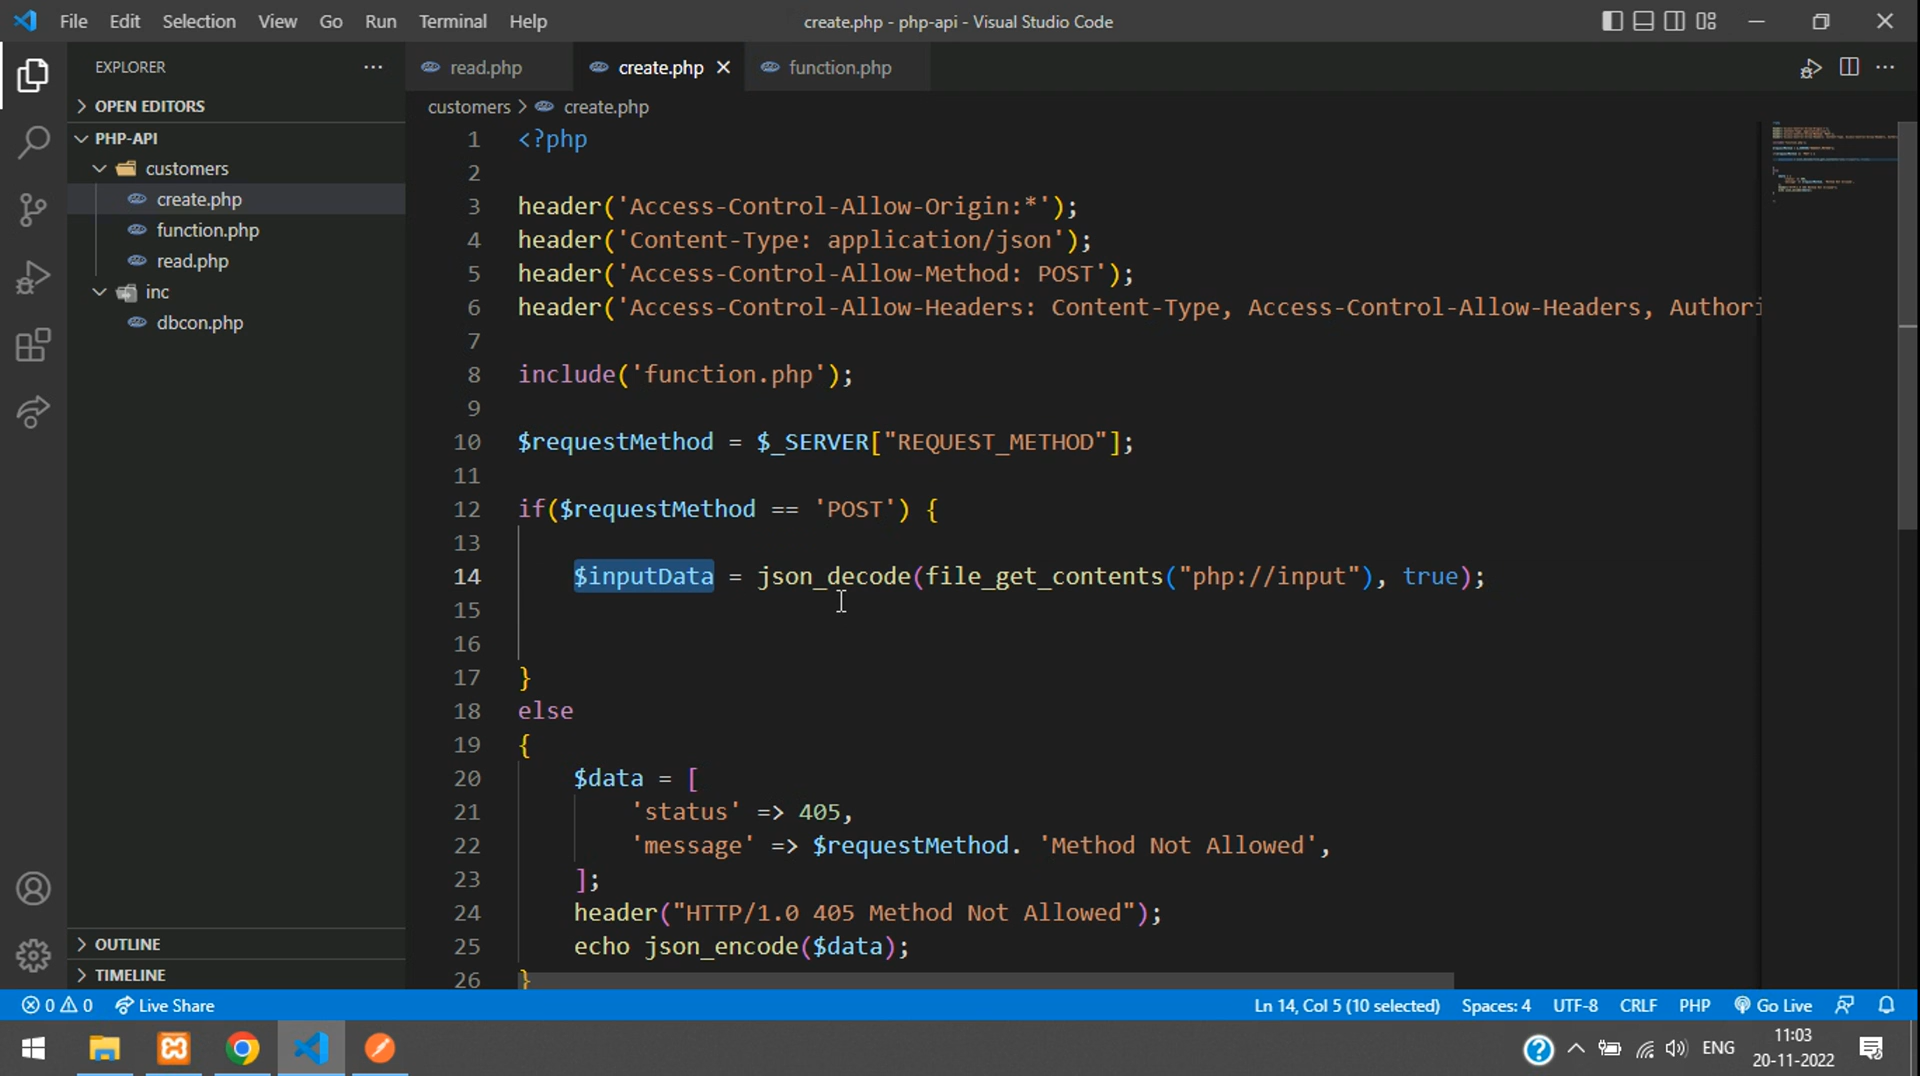 File Edit Selection View Go Run Terminal Help
create.php - php-api - Visual Studio Code
EXPLORER
read.php create.php function.php
OPEN EDITORS
PHP-API
customers
create.php
function.php
read.php
inc
dbcon.php
OUTLINE
TIMELINE
customers > create.php
1 <?php
2
3 header('Access-Control-Allow-Origin:*');
4 header('Content-Type: application/json');
5 header('Access-Control-Allow-Method: POST');
6 header('Access-Control-Allow-Headers: Content-Type, Access-Control-Allow-Headers, Authori
7
8 include('function.php');
9
10 $requestMethod = $_SERVER["REQUEST_METHOD"];
11
12 if($requestMethod == 'POST') {
13
14 $inputData = json_decode(file_get_contents("php://input"), true);
15
16
17 }
18 else
19 {
20 $data = [
21 'status' => 405,
22 'message' => $requestMethod. 'Method Not Allowed',
23 ];
24 header("HTTP/1.0 405 Method Not Allowed");
25 echo json_encode($data);
26 }
0 0 Live Share
Ln 14, Col 5 (10 selected) Spaces: 4 UTF-8 CRLF PHP Go Live
ENG
11:03
20-11-2022